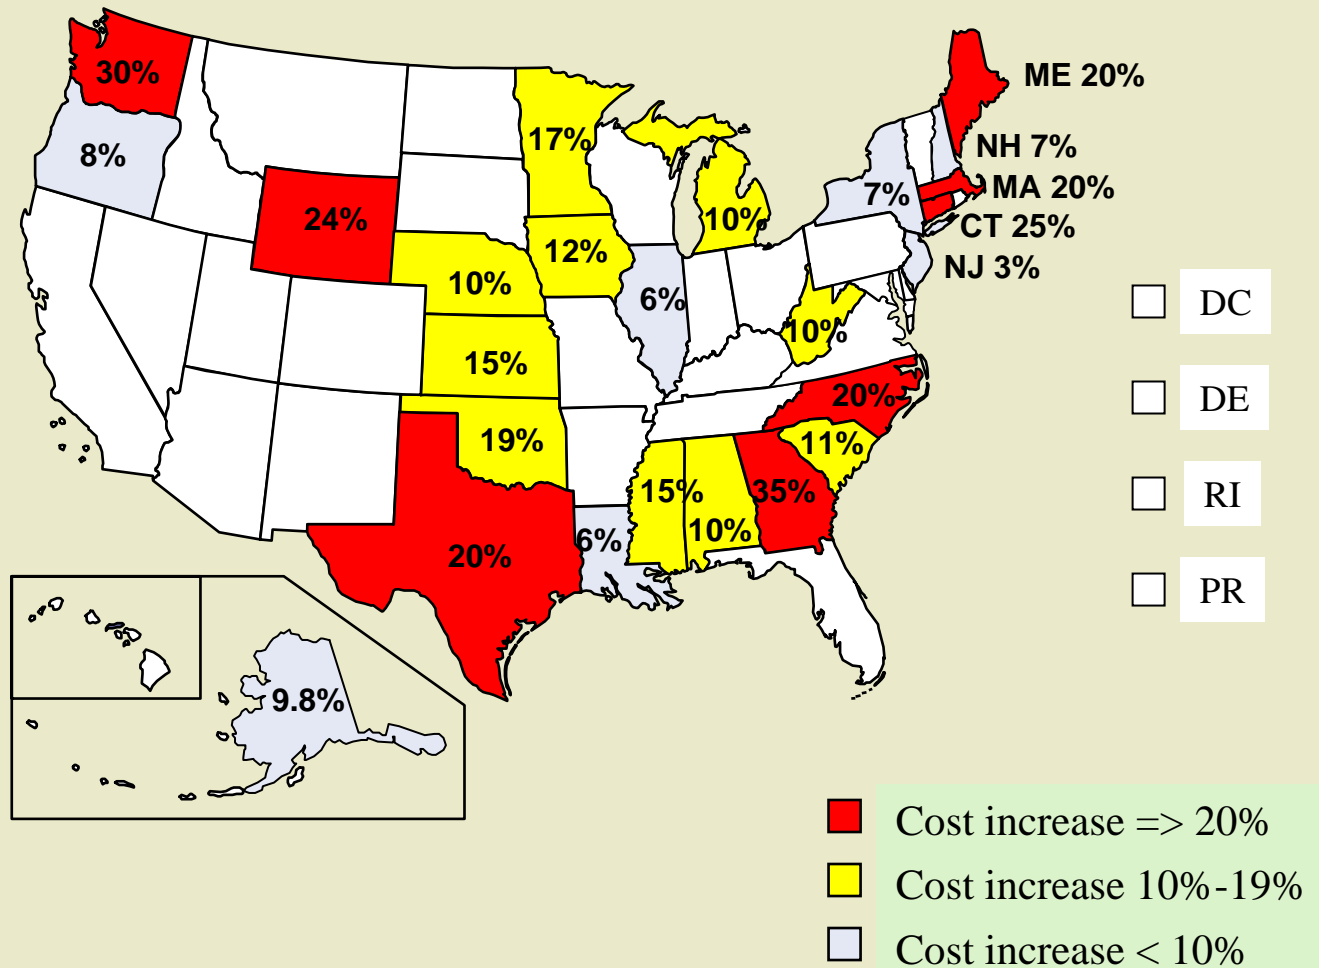 30%
ME 20%
17%
8%
NH 7%
MA 20%
7%
24%
10%
CT 25%
12%
NJ 3%
10%
6%
DC
10%
15%
20%
DE
19%
11%
15%
35%
RI
10%
6%
20%
PR
9.8%
Cost increase => 20%
Cost increase 10%-19%
Cost increase < 10%